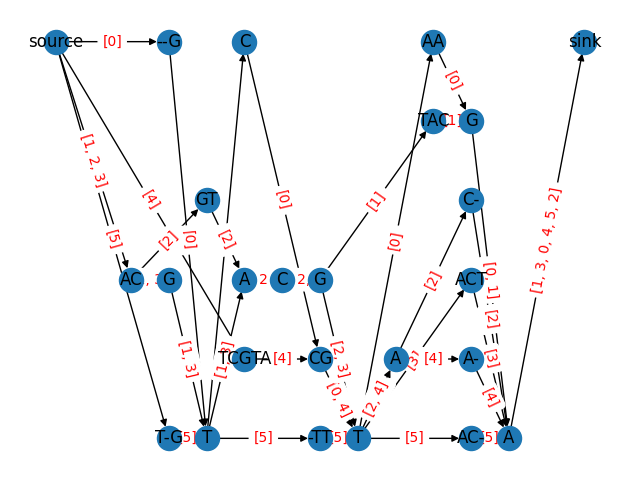 source [0] --G C AA sink
[0]
TAC 1] G
[1, 2, 3]
[4] [0] [1]
GT C-
[5] [2] [0] [2] [0] [2] [1, 3, 0, 4, 5, 2]
AC G A 2 C 2, G ACT
[0, 1] [2]
[1, 3] [2, 3] [3] [3]
TCGTA [4] CG A [4] A-
[0, 4] [2, 4] [4]
T-G 5] T [5] -TT [5] T [5] AC- 5] A